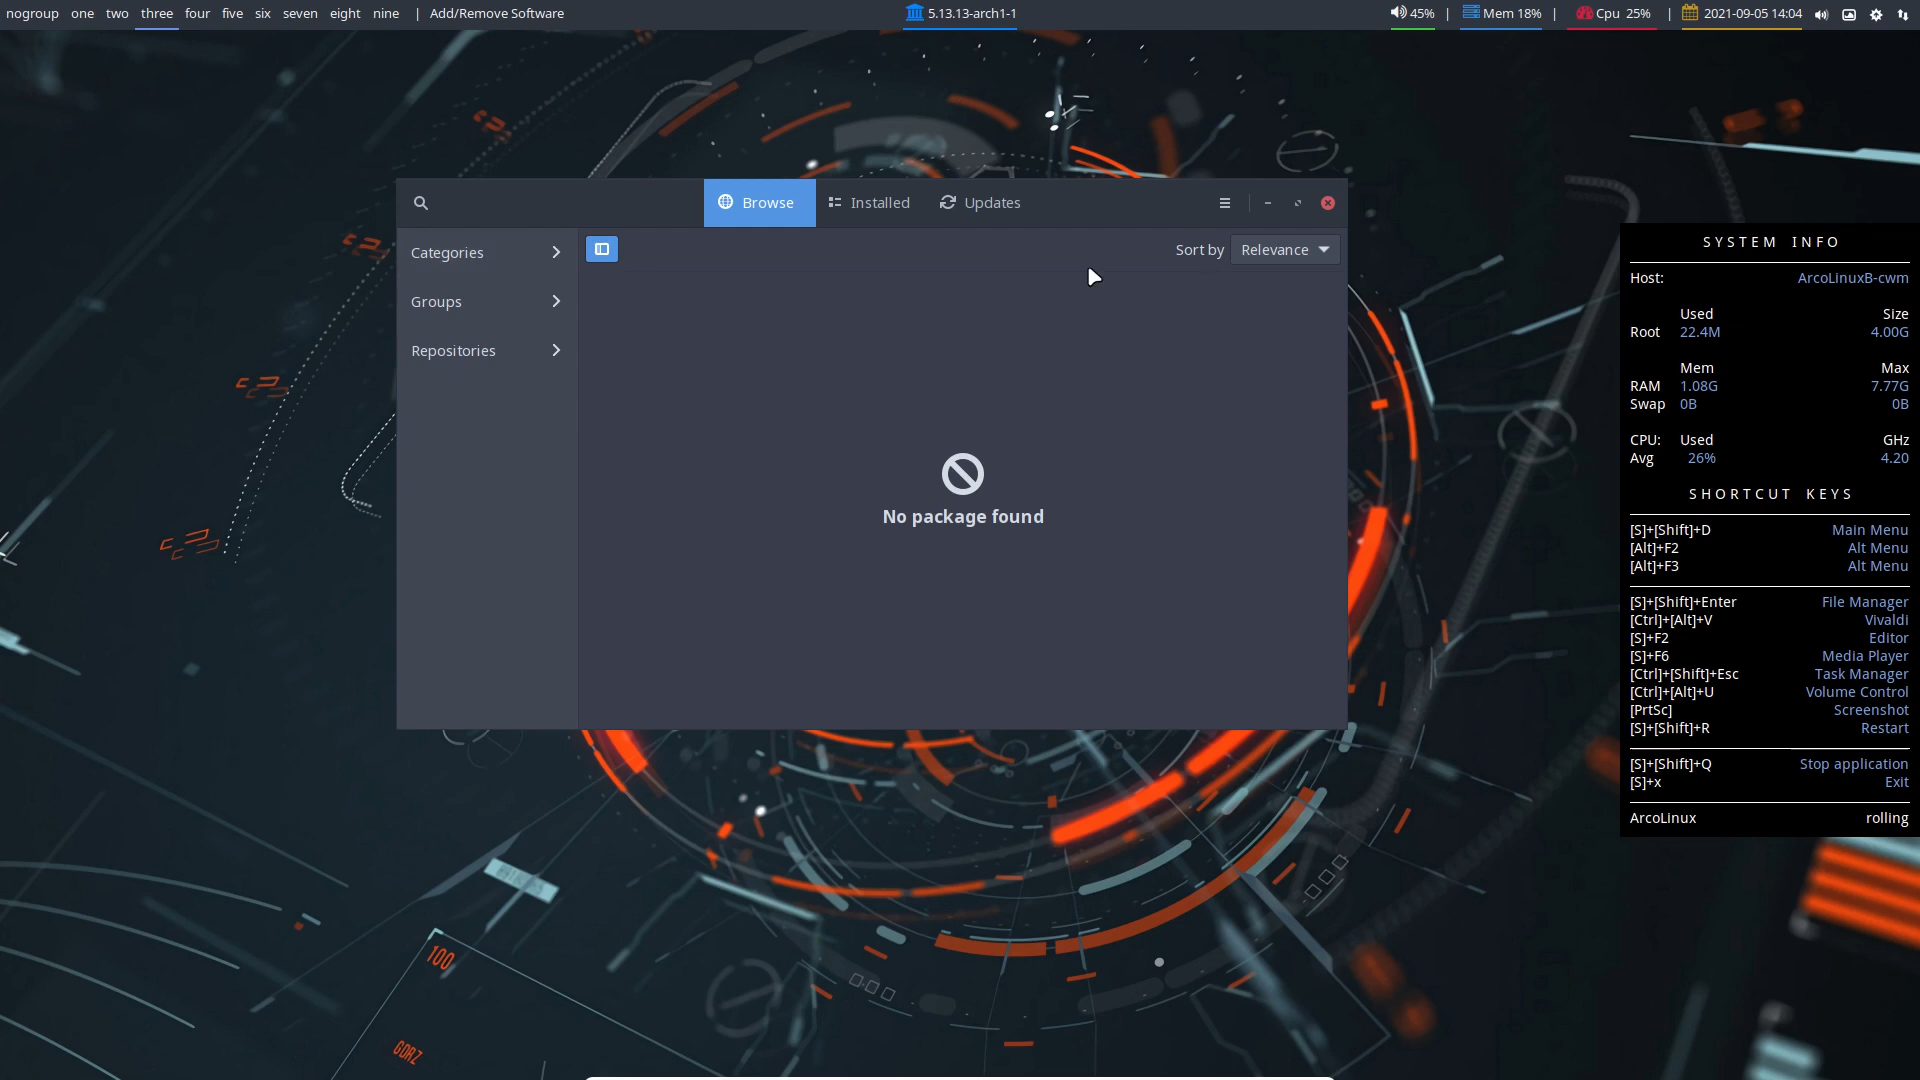 nogroup one two three four five six seven eight nine | Add/Remove Software
5.13.13-arch1-1
45% | Mem 18% | Cpu 25% | 2021-09-05 14:04
Browse
Installed
Updates
Categories
Groups
Repositories
Sort by Relevance
No package found
SYSTEM INFO
Host: ArcoLinuxB-cwm
Used Size
Root 22.4M 4.00G
Mem Max
RAM 1.08G 7.77G
Swap 0B 0B
CPU: Used GHz
Avg 26% 4.20
SHORTCUT KEYS
[S]+[Shift]+D Main Menu
[Alt]+F2 Alt Menu
[Alt]+F3 Alt Menu
[S]+[Shift]+Enter File Manager
[Ctrl]+[Alt]+V Vivaldi
[S]+F2 Editor
[S]+F6 Media Player
[Ctrl]+[Shift]+Esc Task Manager
[Ctrl]+[Alt]+U Volume Control
[PrtSc] Screenshot
[S]+[Shift]+R Restart
[S]+[Shift]+Q Stop application
[S]+x Exit
ArcoLinux rolling
100